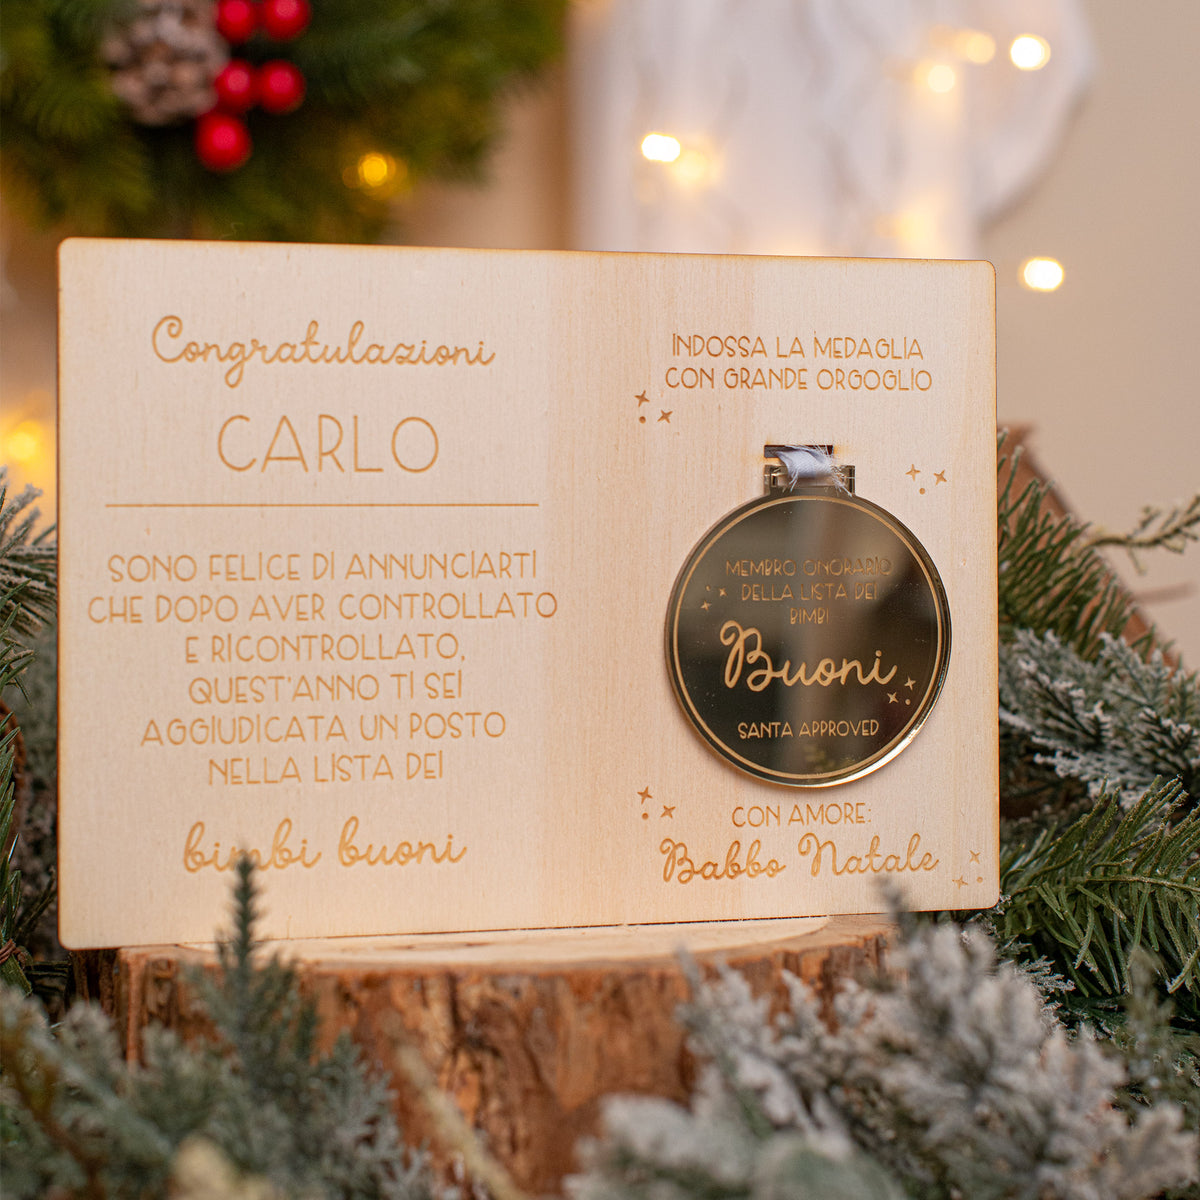 Congratulazioni
CARLO
SONO FELICE DI ANNUNCIARTI
CHE DOPO AVER CONTROLLATO
E RICONTROLLATO,
QUEST'ANNO TI SEI
AGGIUDICATA UN POSTO
NELLA LISTA DEI
bimbi buoni
INDOSSA LA MEDAGLIA
CON GRANDE ORGOGLIO
MEMBRO ONORARIO
DELLA LISTA DEI
BIMBI
Buoni
SANTA APPROVED
CON AMORE:
Babbo Natale